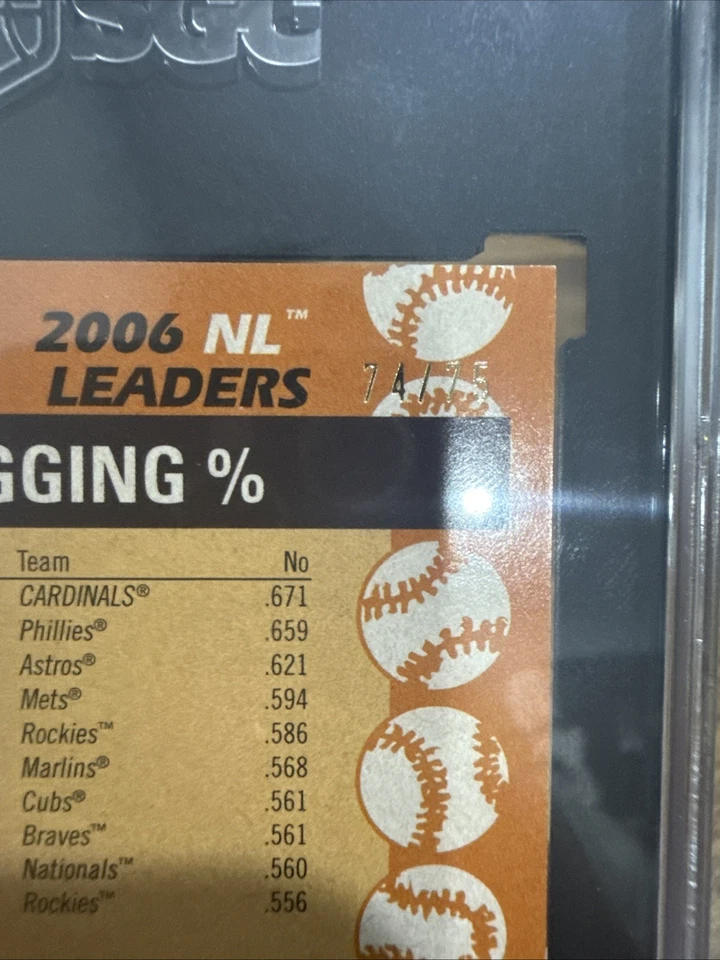 SGC
2006 NL™
LEADERS 74/75
GGING %
Team No
CARDINALS® .671
Phillies® .659
Astros® .621
Mets® .594
Rockies™ .586
Marlins® .568
Cubs® .561
Braves™ .561
Nationals™ .560
Rockies™ .556